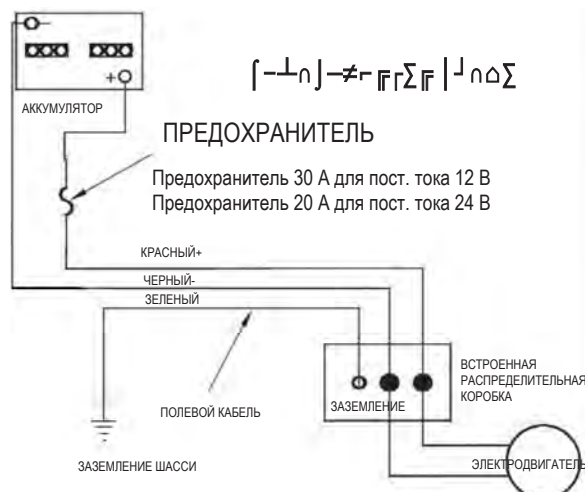 АККУМУЛЯТОР
ПРЕДОХРАНИТЕЛЬ
Предохранитель 30 А для пост. тока 12 В
Предохранитель 20 А для пост. тока 24 В
КРАСНЫЙ+
ЧЕРНЫЙ-
ЗЕЛЕНЫЙ
ПОЛЕВОЙ КАБЕЛЬ
ЗАЗЕМЛЕНИЕ ШАССИ
ЗАЗЕМЛЕНИЕ
ВСТРОЕННАЯ
РАСПРЕДЕЛИТЕЛЬНАЯ
КОРОБКА
ЭЛЕКТРОДВИГАТЕЛЬ